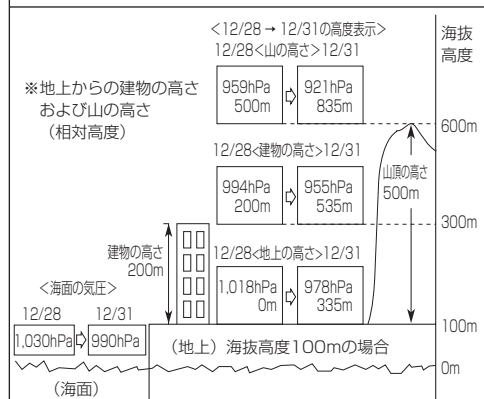 <12/28 → 12/31の高度表示>
12/28<山の高さ>12/31
海抜
高度
※地上からの建物の高さ
および山の高さ
（相対高度）
959hPa
500m
921hPa
835m
600m
12/28<建物の高さ>12/31
994hPa
200m
955hPa
535m
山頂の高さ
500m
300m
建物の高さ
200m
12/28<地上の高さ>12/31
1,018hPa
0m
978hPa
335m
<海面の気圧>
12/28 12/31
1,030hPa
990hPa
（地上）海抜高度100mの場合
100m
0m
（海面）